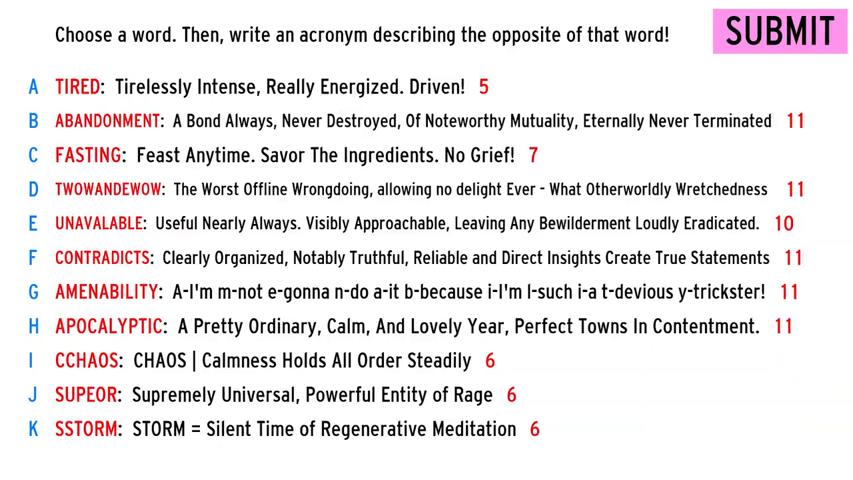 Choose a word. Then, write an acronym describing the opposite of that word!
SUBMIT
A TIRED: Tirelessly Intense, Really Energized. Driven! 5
B ABANDONMENT: A Bond Always, Never Destroyed, Of Noteworthy Mutuality, Eternally Never Terminated 11
C FASTING: Feast Anytime. Savor The Ingredients. No Grief! 7
D TWOWANDEWOW: The Worst Offline Wrongdoing, allowing no delight Ever - What Otherworldly Wretchedness 11
E UNAVALABLE: Useful Nearly Always. Visibly Approachable, Leaving Any Bewilderment Loudly Eradicated. 10
F CONTRADICTS: Clearly Organized, Notably Truthful, Reliable and Direct Insights Create True Statements 11
G AMENABILITY: A-I'm m-not e-gonna n-do a-it b-because i-I'm l-such i-a t-devious y-trickster! 11
H APOCALYPTIC: A Pretty Ordinary, Calm, And Lovely Year, Perfect Towns In Contentment. 11
I CCHAOS: CHAOS | Calmness Holds All Order Steadily 6
J SUPEOR: Supremely Universal, Powerful Entity of Rage 6
K SSTORM: STORM = Silent Time of Regenerative Meditation 6